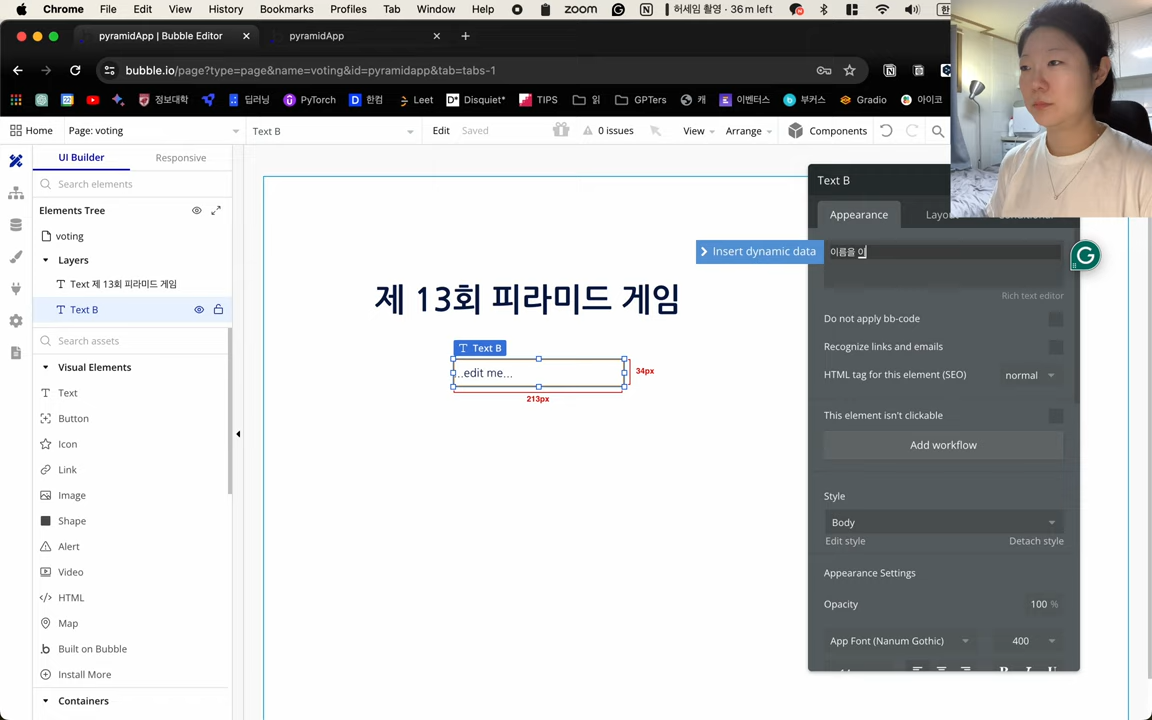 Chrome File Edit View History Bookmarks Profiles Tab Window Help zoom 허세임 촬영 · 36 m left
pyramidApp | Bubble Editor pyramidApp
bubble.io/page?type=page&name=voting&id=pyramidapp&tab=tabs-1
정보대학 딥러닝 PyTorch 한컴 Leet Disquiet* TIPS 읽 GPTers 캐 이벤터스 부커스 Gradio 아이코
Home Page: voting Text B Edit Saved 0 issues View Arrange Components
UI Builder Responsive
Search elements
Elements Tree
voting
Layers
Text 제 13회 피라미드 게임
Text B
Search assets
Visual Elements
Text
Button
Icon
Link
Image
Shape
Alert
Video
HTML
Map
Built on Bubble
Install More
Containers
제 13회 피라미드 게임
Text B
...edit me...
34px
213px
Text B
Appearance
Insert dynamic data
이름을 이
Rich text editor
Do not apply bb-code
Recognize links and emails
HTML tag for this element (SEO) normal
This element isn't clickable
Add workflow
Style
Body
Edit style Detach style
Appearance Settings
Opacity 100 %
App Font (Nanum Gothic) 400
B I U